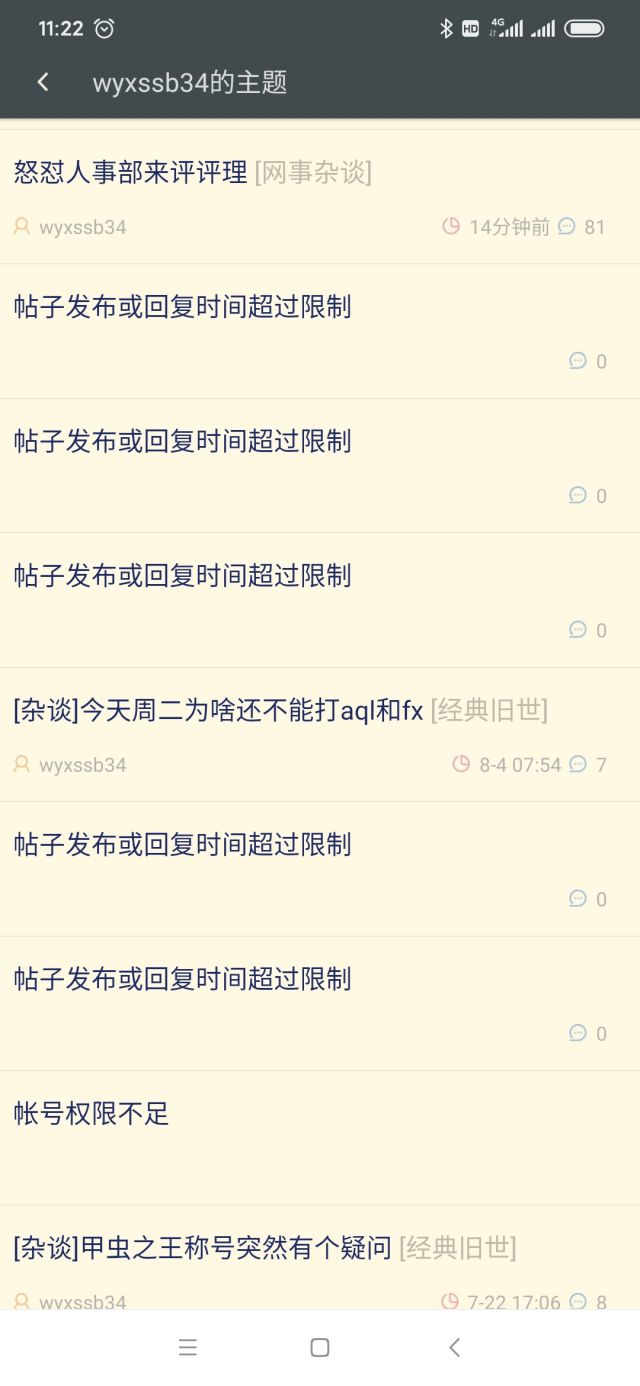 11:22 HD 4G
wyxssb34的主题
怒怼人事部来评评理 [网事杂谈]
wyxssb34 14分钟前 81
帖子发布或回复时间超过限制
0
帖子发布或回复时间超过限制
0
帖子发布或回复时间超过限制
0
[杂谈]今天周二为啥还不能打aql和fx [经典旧世]
wyxssb34 8-4 07:54 7
帖子发布或回复时间超过限制
0
帖子发布或回复时间超过限制
0
帐号权限不足
[杂谈]甲虫之王称号突然有个疑问 [经典旧世]
wyxssb34 7-22 17:06 8